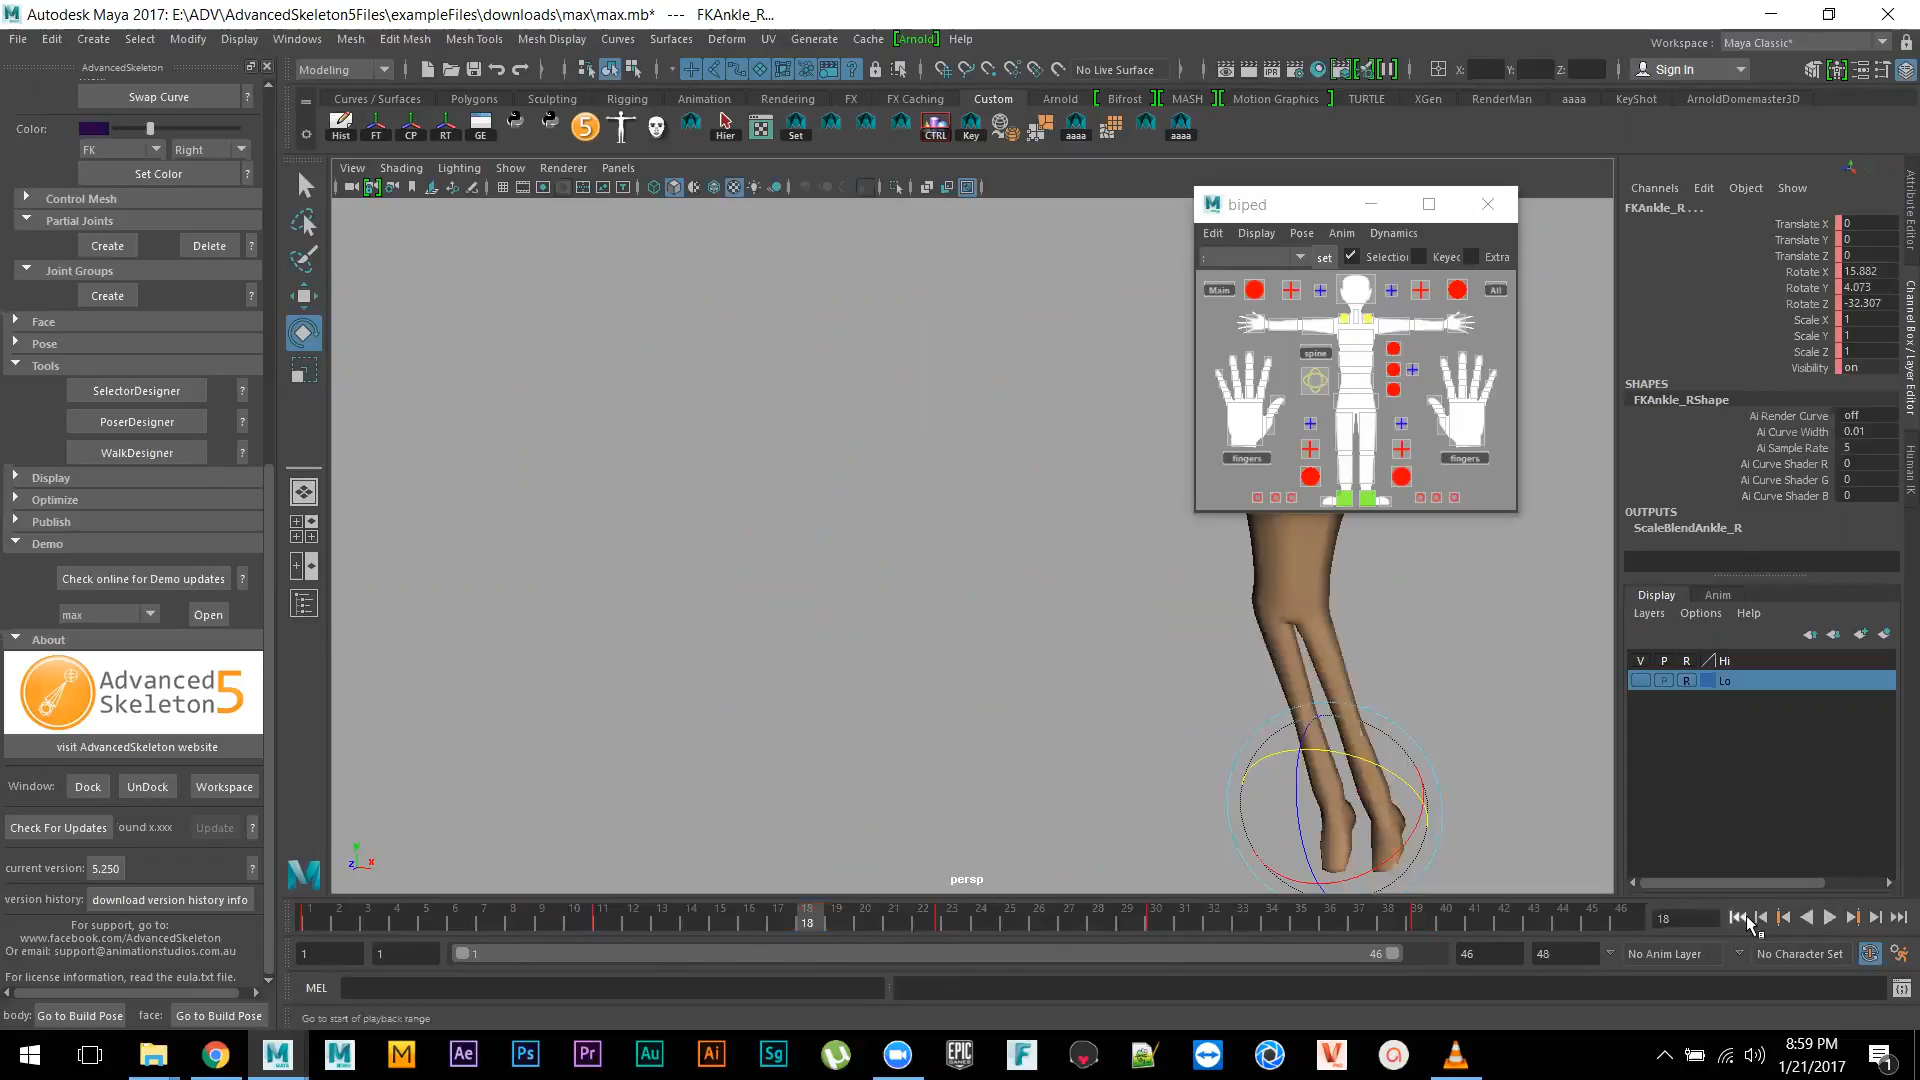 Autodesk Maya 2017: E:\ADV\AdvancedSkeleton5Files\exampleFiles\downloads\max\max.mb* --- FKAnkle_R...
File Edit Create Select Modify Display Windows Mesh Edit Mesh Mesh Tools Mesh Display Curves Surfaces Deform UV Generate Cache [Arnold] Help
Workspace : Maya Classic*
AdvancedSkeleton
Modeling
No Live Surface
X:
Y:
Z:
Sign In
Swap Curve ?
Curves / Surfaces Polygons Sculpting Rigging Animation Rendering FX FX Caching Custom Arnold Bifrost MASH Motion Graphics TURTLE XGen RenderMan aaaa KeyShot ArnoldDomemaster3D
Color:
Hist FT CP RT GE 5 Hier Set CTRL Key aaaa aaaa
FK Right
Set Color ?
View Shading Lighting Show Renderer Panels
Control Mesh
Partial Joints
Create Delete ?
Joint Groups
Create ?
Face
Pose
Tools
SelectorDesigner ?
PoserDesigner ?
WalkDesigner ?
Display
Optimize
Publish
Demo
Check online for Demo updates ?
max Open
About
Advanced
Skeleton 5
visit AdvancedSkeleton website
Window: Dock UnDock Workspace
Check For Updates ound x.xxx Update ?
current version: 5.250 ?
version history: download version history info
For support, go to:
www.facebook.com/AdvancedSkeleton
Or email: support@animationstudios.com.au
For license information, read the eula.txt file.
body: Go to Build Pose face: Go to Build Pose
biped
Edit Display Pose Anim Dynamics
: set Selection Keyed Extra
Main All
spine
fingers fingers
y
z x
persp
Channels Edit Object Show
FKAnkle_R...
Translate X 0
Translate Y 0
Translate Z 0
Rotate X 15.882
Rotate Y 4.073
Rotate Z -32.307
Scale X 1
Scale Y 1
Scale Z 1
Visibility on
SHAPES
FKAnkle_RShape
Ai Render Curve off
Ai Curve Width 0.01
Ai Sample Rate 5
Ai Curve Shader R 0
Ai Curve Shader G 0
Ai Curve Shader B 0
OUTPUTS
ScaleBlendAnkle_R
Display Anim
Layers Options Help
V P R Hi
P R Lo
Attribute Editor
Channel Box / Layer Editor
Human IK
1 2 3 4 5 6 7 8 9 10 11 12 13 14 15 16 17 18 19 20 21 22 23 24 25 26 27 28 29 30 31 32 33 34 35 36 37 38 39 40 41 42 43 44 45 46
18
18
1 1 1 46 46 48 No Anim Layer No Character Set
MEL
Go to start of playback range
Ae Ps Pr Au Ai Sg EPIC GAMES
8:59 PM
1/21/2017
1